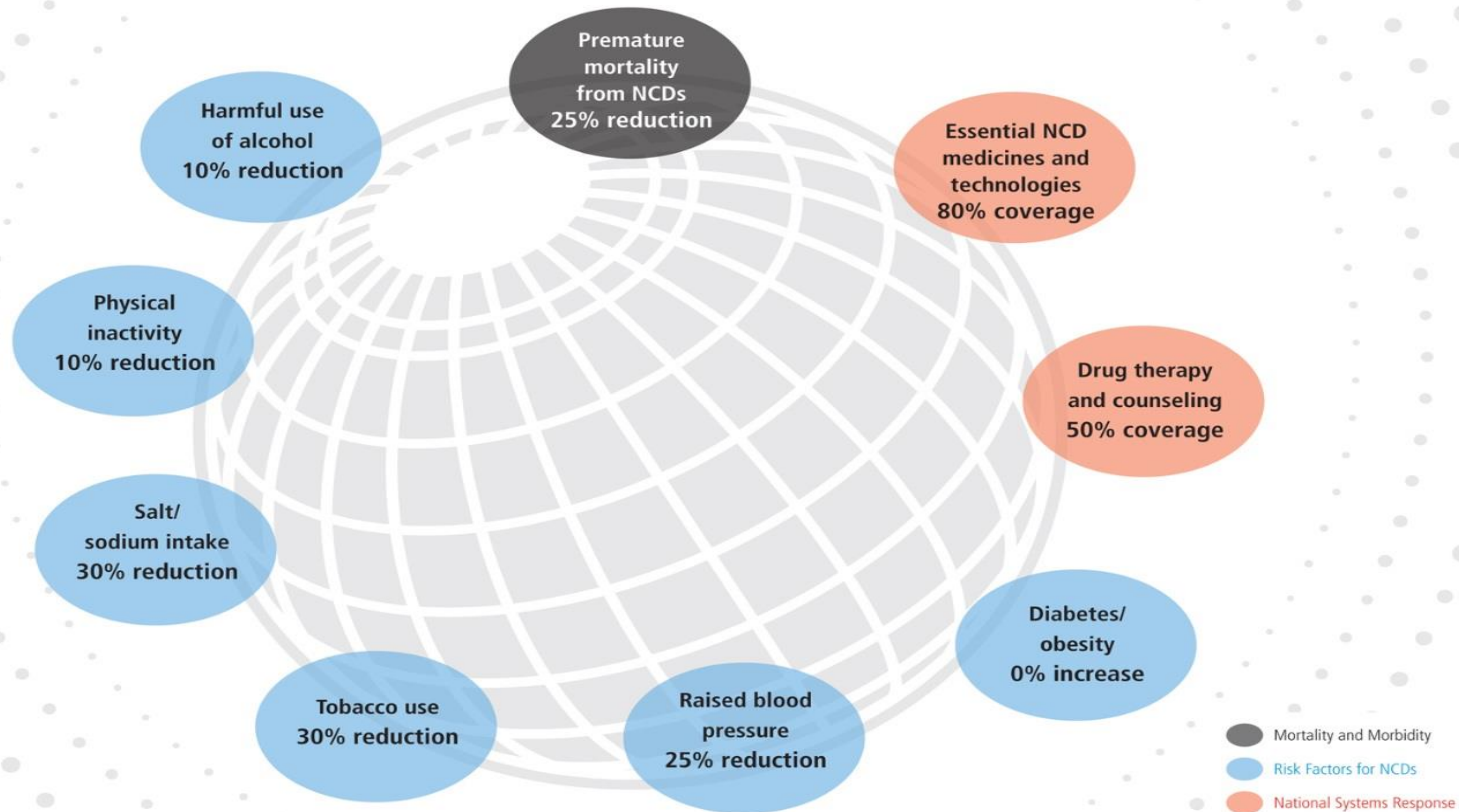 Premature
mortality
from NCDs
25% reduction
Harmful use
of alcohol
10% reduction
Essential NCD
medicines and
technologies
80% coverage
Physical
inactivity
10% reduction
Drug therapy
and counseling
50% coverage
Salt/
sodium intake
30% reduction
Diabetes/
obesity
0% increase
Tobacco use
30% reduction
Raised blood
pressure
25% reduction
Mortality and Morbidity
Risk Factors for NCDs
National Systems Response